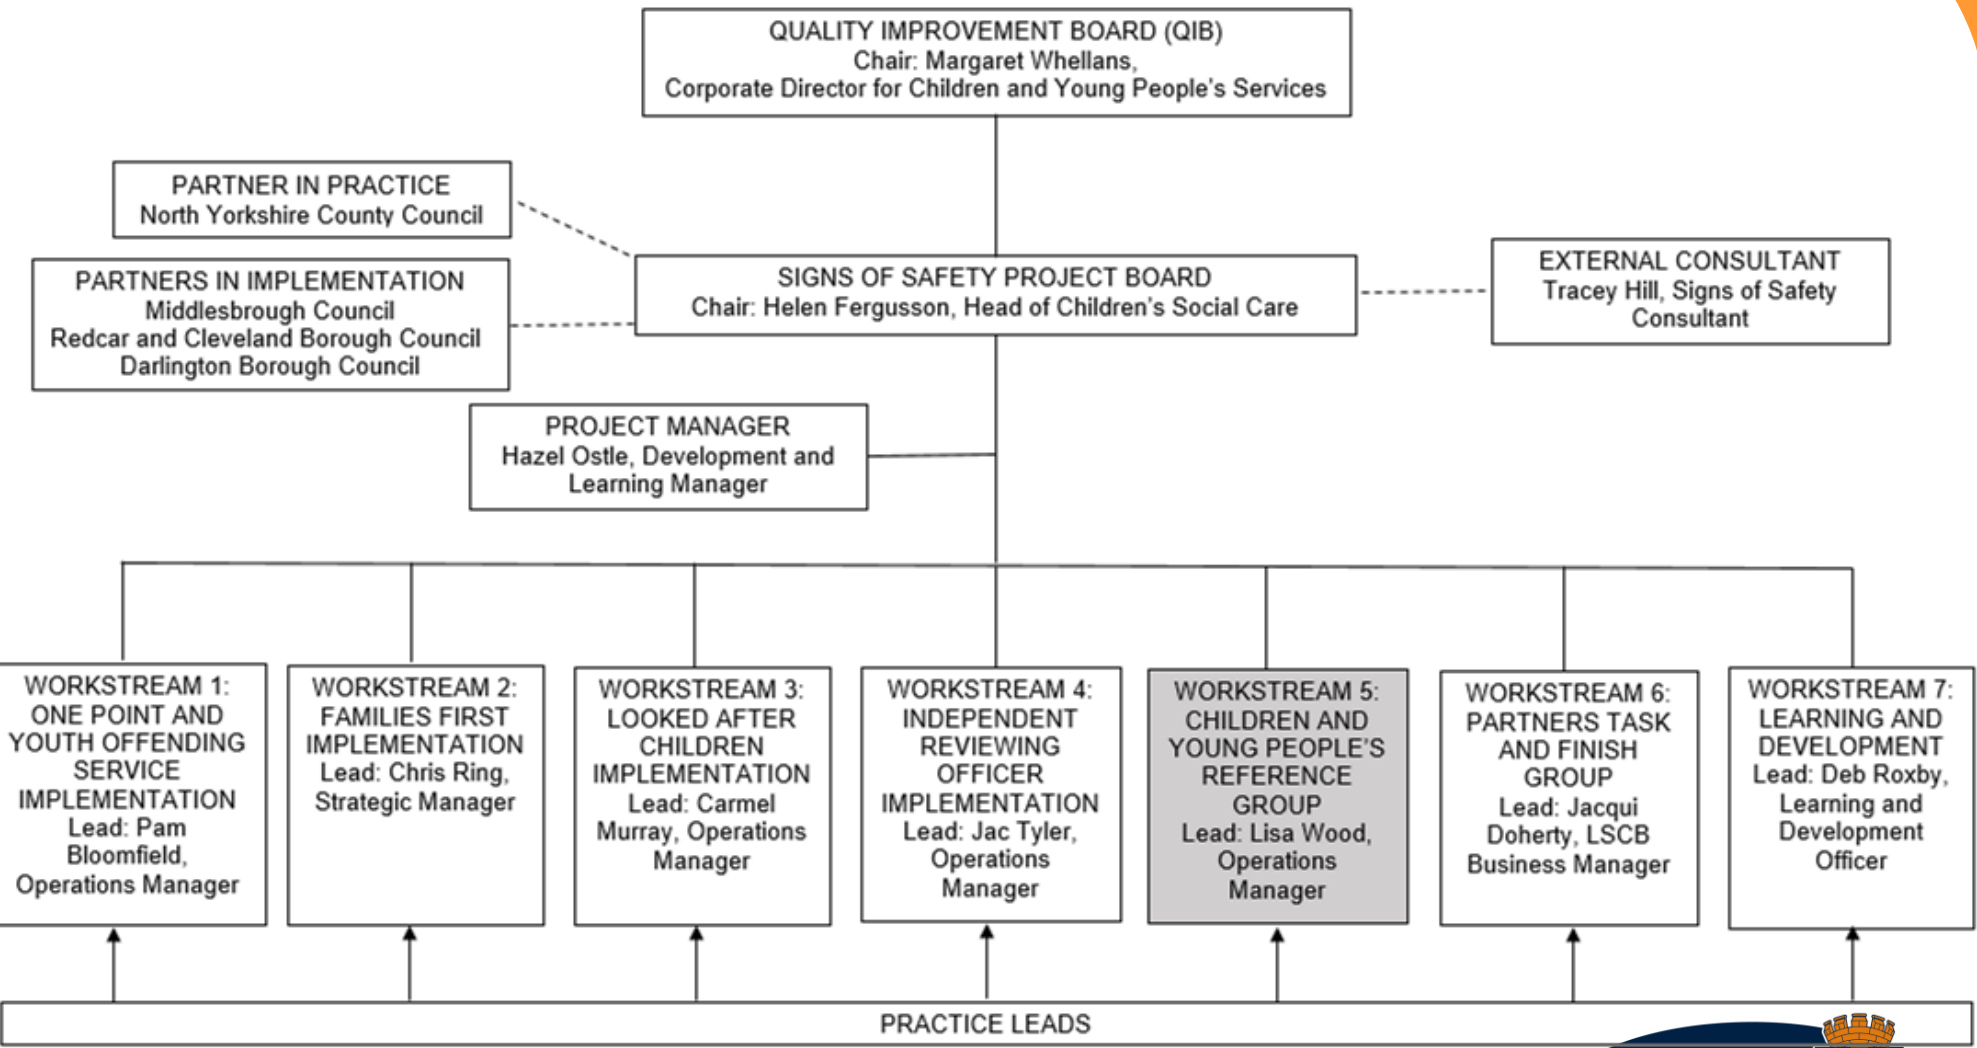 QUALITY IMPROVEMENT BOARD (QIB)
Chair: Margaret Whellans,
Corporate Director for Children and Young People's Services
PARTNER IN PRACTICE
North Yorkshire County Council
PARTNERS IN IMPLEMENTATION
Middlesbrough Council
Redcar and Cleveland Borough Council
Darlington Borough Council
SIGNS OF SAFETY PROJECT BOARD
Chair: Helen Fergusson, Head of Children's Social Care
EXTERNAL CONSULTANT
Tracey Hill, Signs of Safety
Consultant
PROJECT MANAGER
Hazel Ostle, Development and
Learning Manager
WORKSTREAM 1:
ONE POINT AND
YOUTH OFFENDING
SERVICE
IMPLEMENTATION
Lead: Pam
Bloomfield,
Operations Manager
WORKSTREAM 2:
FAMILIES FIRST
IMPLEMENTATION
Lead: Chris Ring,
Strategic Manager
WORKSTREAM 3:
LOOKED AFTER
CHILDREN
IMPLEMENTATION
Lead: Carmel
Murray, Operations
Manager
WORKSTREAM 4:
INDEPENDENT
REVIEWING
OFFICER
IMPLEMENTATION
Lead: Jac Tyler,
Operations
Manager
WORKSTREAM 5:
CHILDREN AND
YOUNG PEOPLE'S
REFERENCE
GROUP
Lead: Lisa Wood,
Operations
Manager
WORKSTREAM 6:
PARTNERS TASK
AND FINISH
GROUP
Lead: Jacqui
Doherty, LSCB
Business Manager
WORKSTREAM 7:
LEARNING AND
DEVELOPMENT
Lead: Deb Roxby,
Learning and
Development
Officer
PRACTICE LEADS